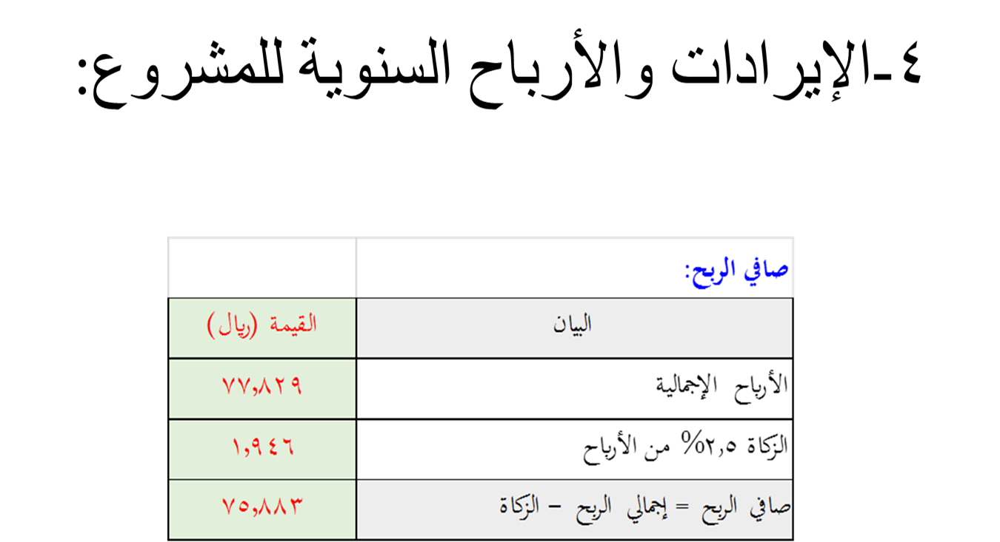 ٤-الإيرادات والأرباح السنوية للمشروع:
صافي الربح:
البيان القيمة (ريال)
الأرباح الإجمالية ٧٧,٨٢٩
الزكاة ٢,٥% من الأرباح ١,٩٤٦
صافي الربح = إجمالي الربح – الزكاة ٧٥,٨٨٣